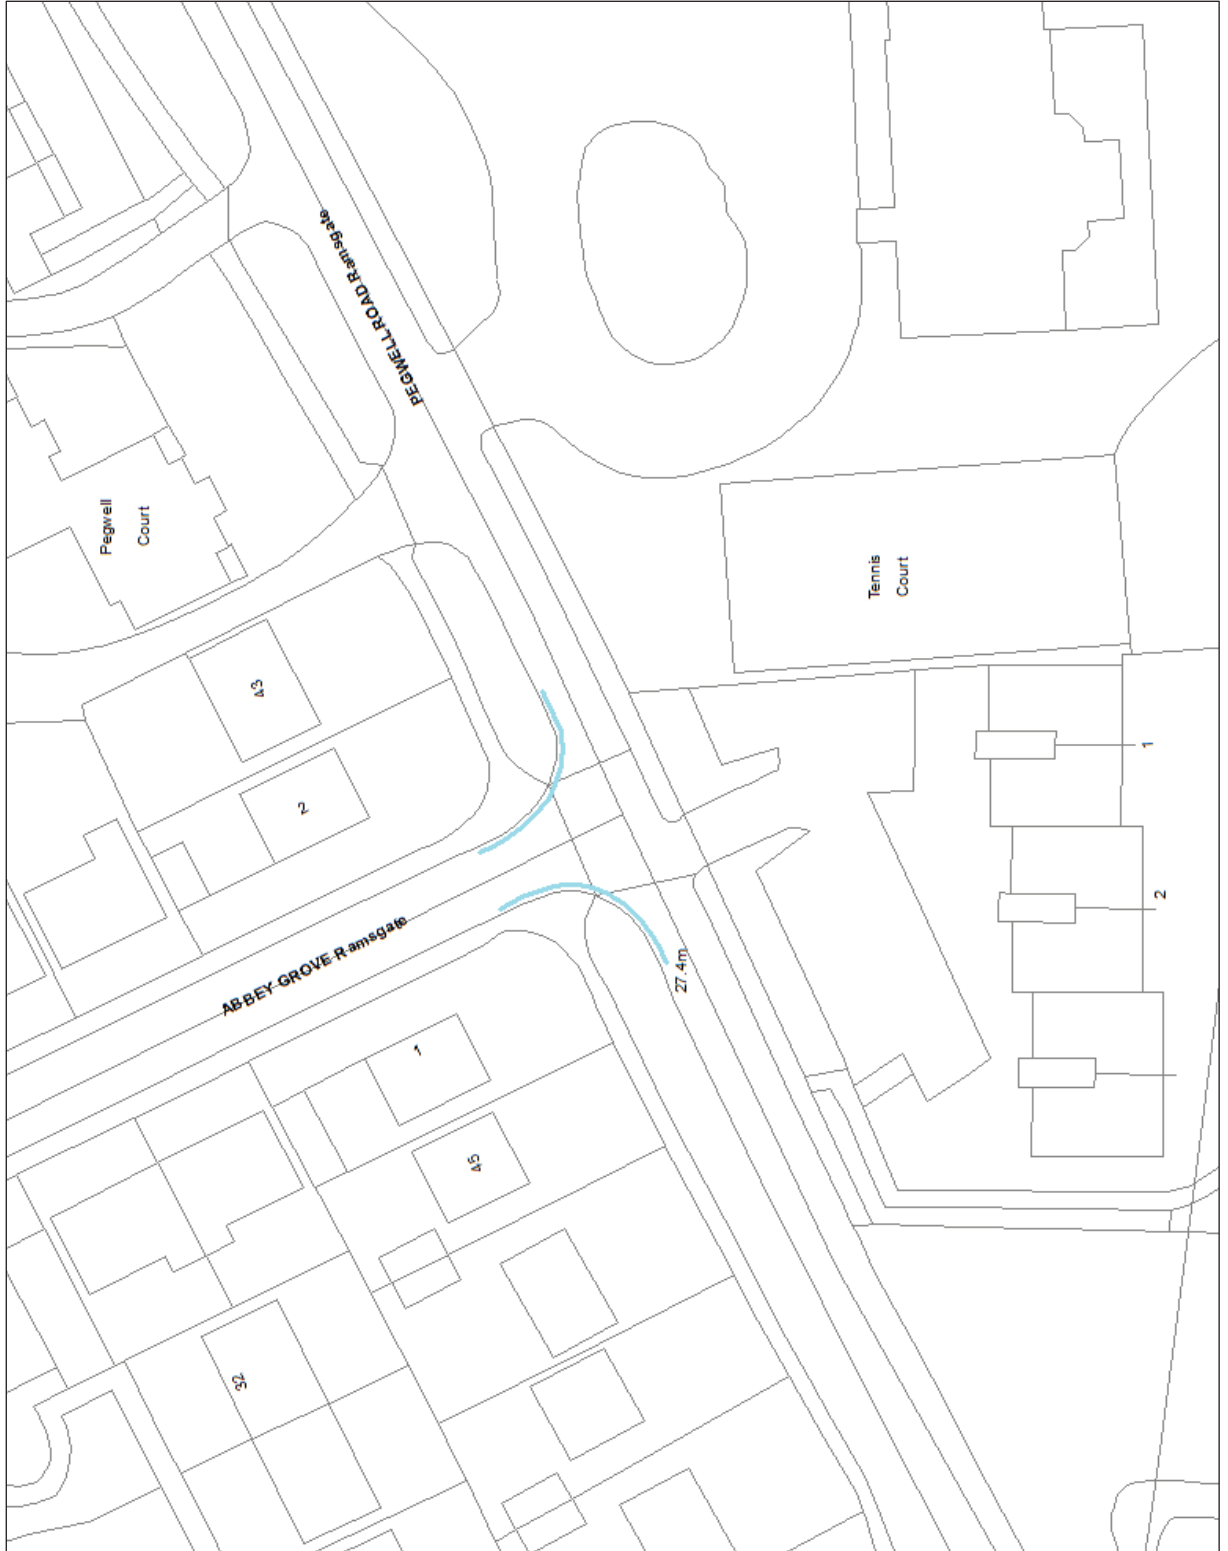 PEGWELL ROAD Ramsgate
Pegwell
Court
Tennis
Court
43
2
ABBEY GROVE Ramsgate
27.4m
1
45
32
1
2